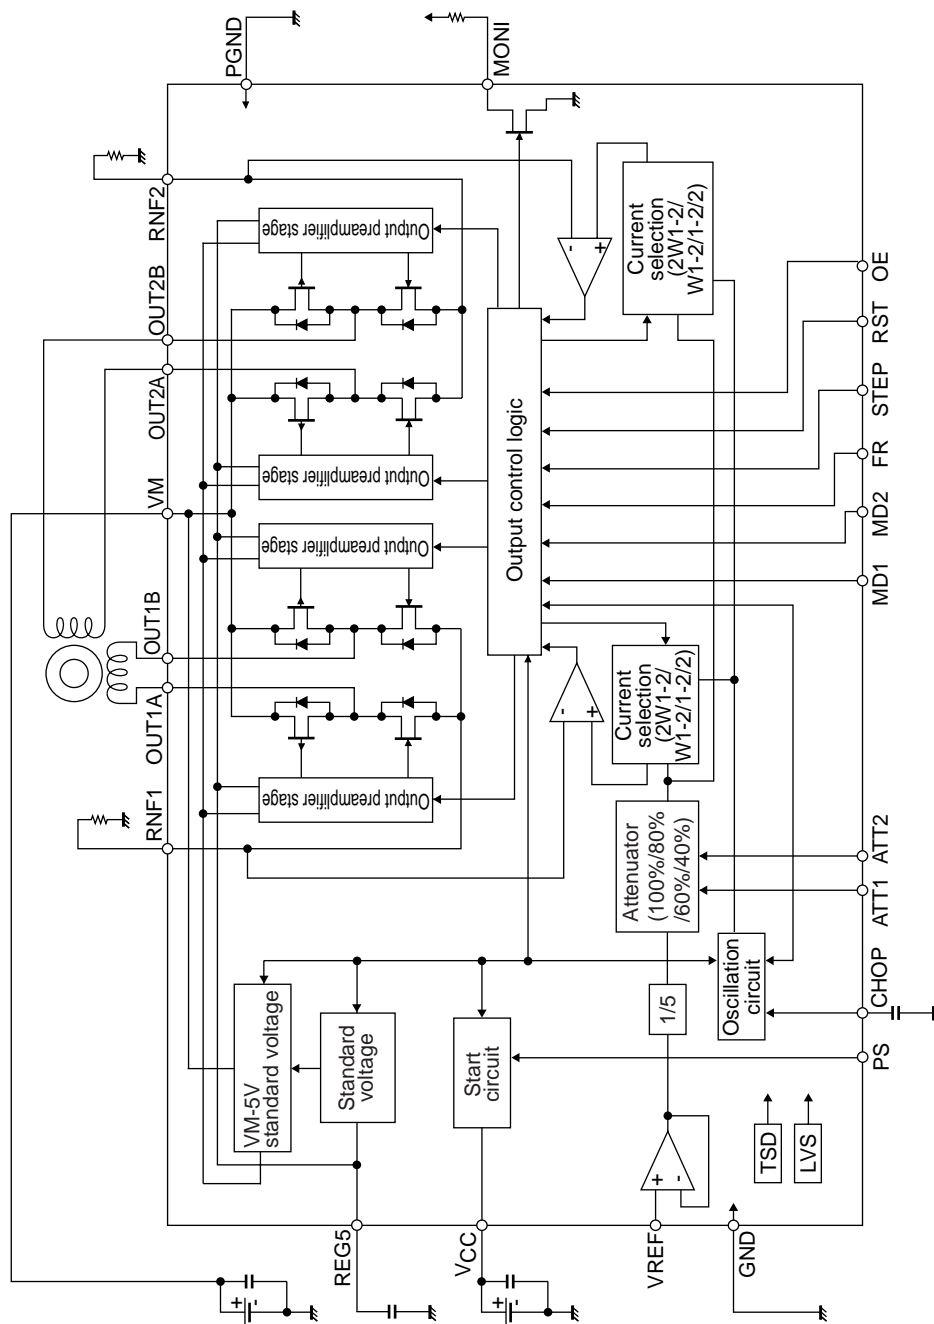 PGND
MONI
RNF2
OUT2B
OUT2A
VM
OUT1B
OUT1A
RNF1
Output preamplifier
stage
Output preamplifier
stage
Output preamplifier
stage
Output preamplifier
stage
Output control logic
-
+
Current
selection
(2W1-2/
W1-2/1-2/2)
-
+
Current
selection
(2W1-2/
W1-2/1-2/2)
OE
RST
STEP
FR
MD2
MD1
ATT2
ATT1
CHOP
PS
Attenuator
(100%/80%
/60%/40%)
1/5
Oscillation
circuit
VM-5V
standard voltage
Standard
voltage
Start
circuit
TSD
LVS
+
-
REG5
VCC
VREF
GND
+
-
+
-